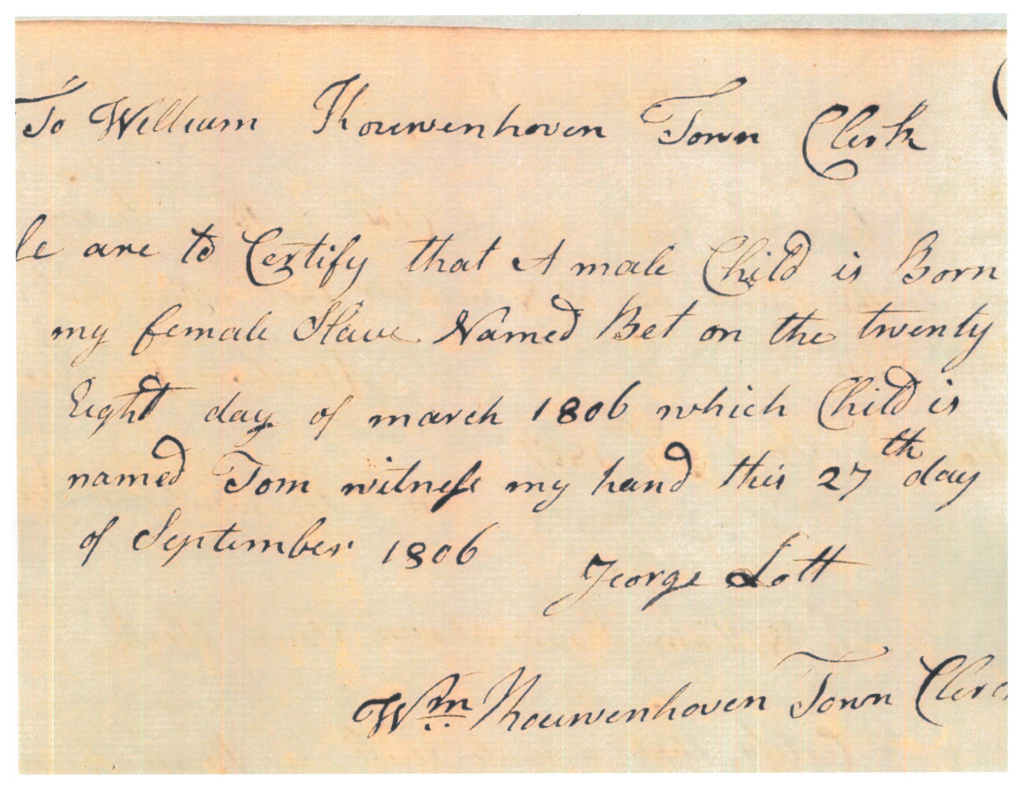 To William Kouwenhoven Town Clerk
le are to Certify that A male Child is Born
my female Slave Named Bet on the twenty
Eight day of march 1806 which Child is
named Tom witness my hand this 27th day
of September 1806
George Lott
Wm Kouwenhoven Town Clerc